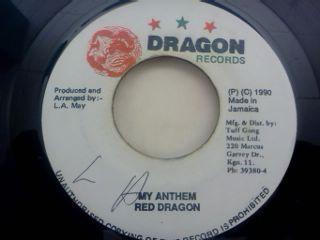 DRAGON
RECORDS
Produced and
Arranged by:-
L.A. May
(P) (C) 1990
Made in
Jamaica
Mfg. & Dist. by:
Tuff Gong
Music Ltd.
220 Marcus
Garvey Dr.,
Kgn. 11.
Ph: 39380-4
MY ANTHEM
RED DRAGON
UNAUTHORISED COPYING OF THIS RECORD IS PROHIBITED